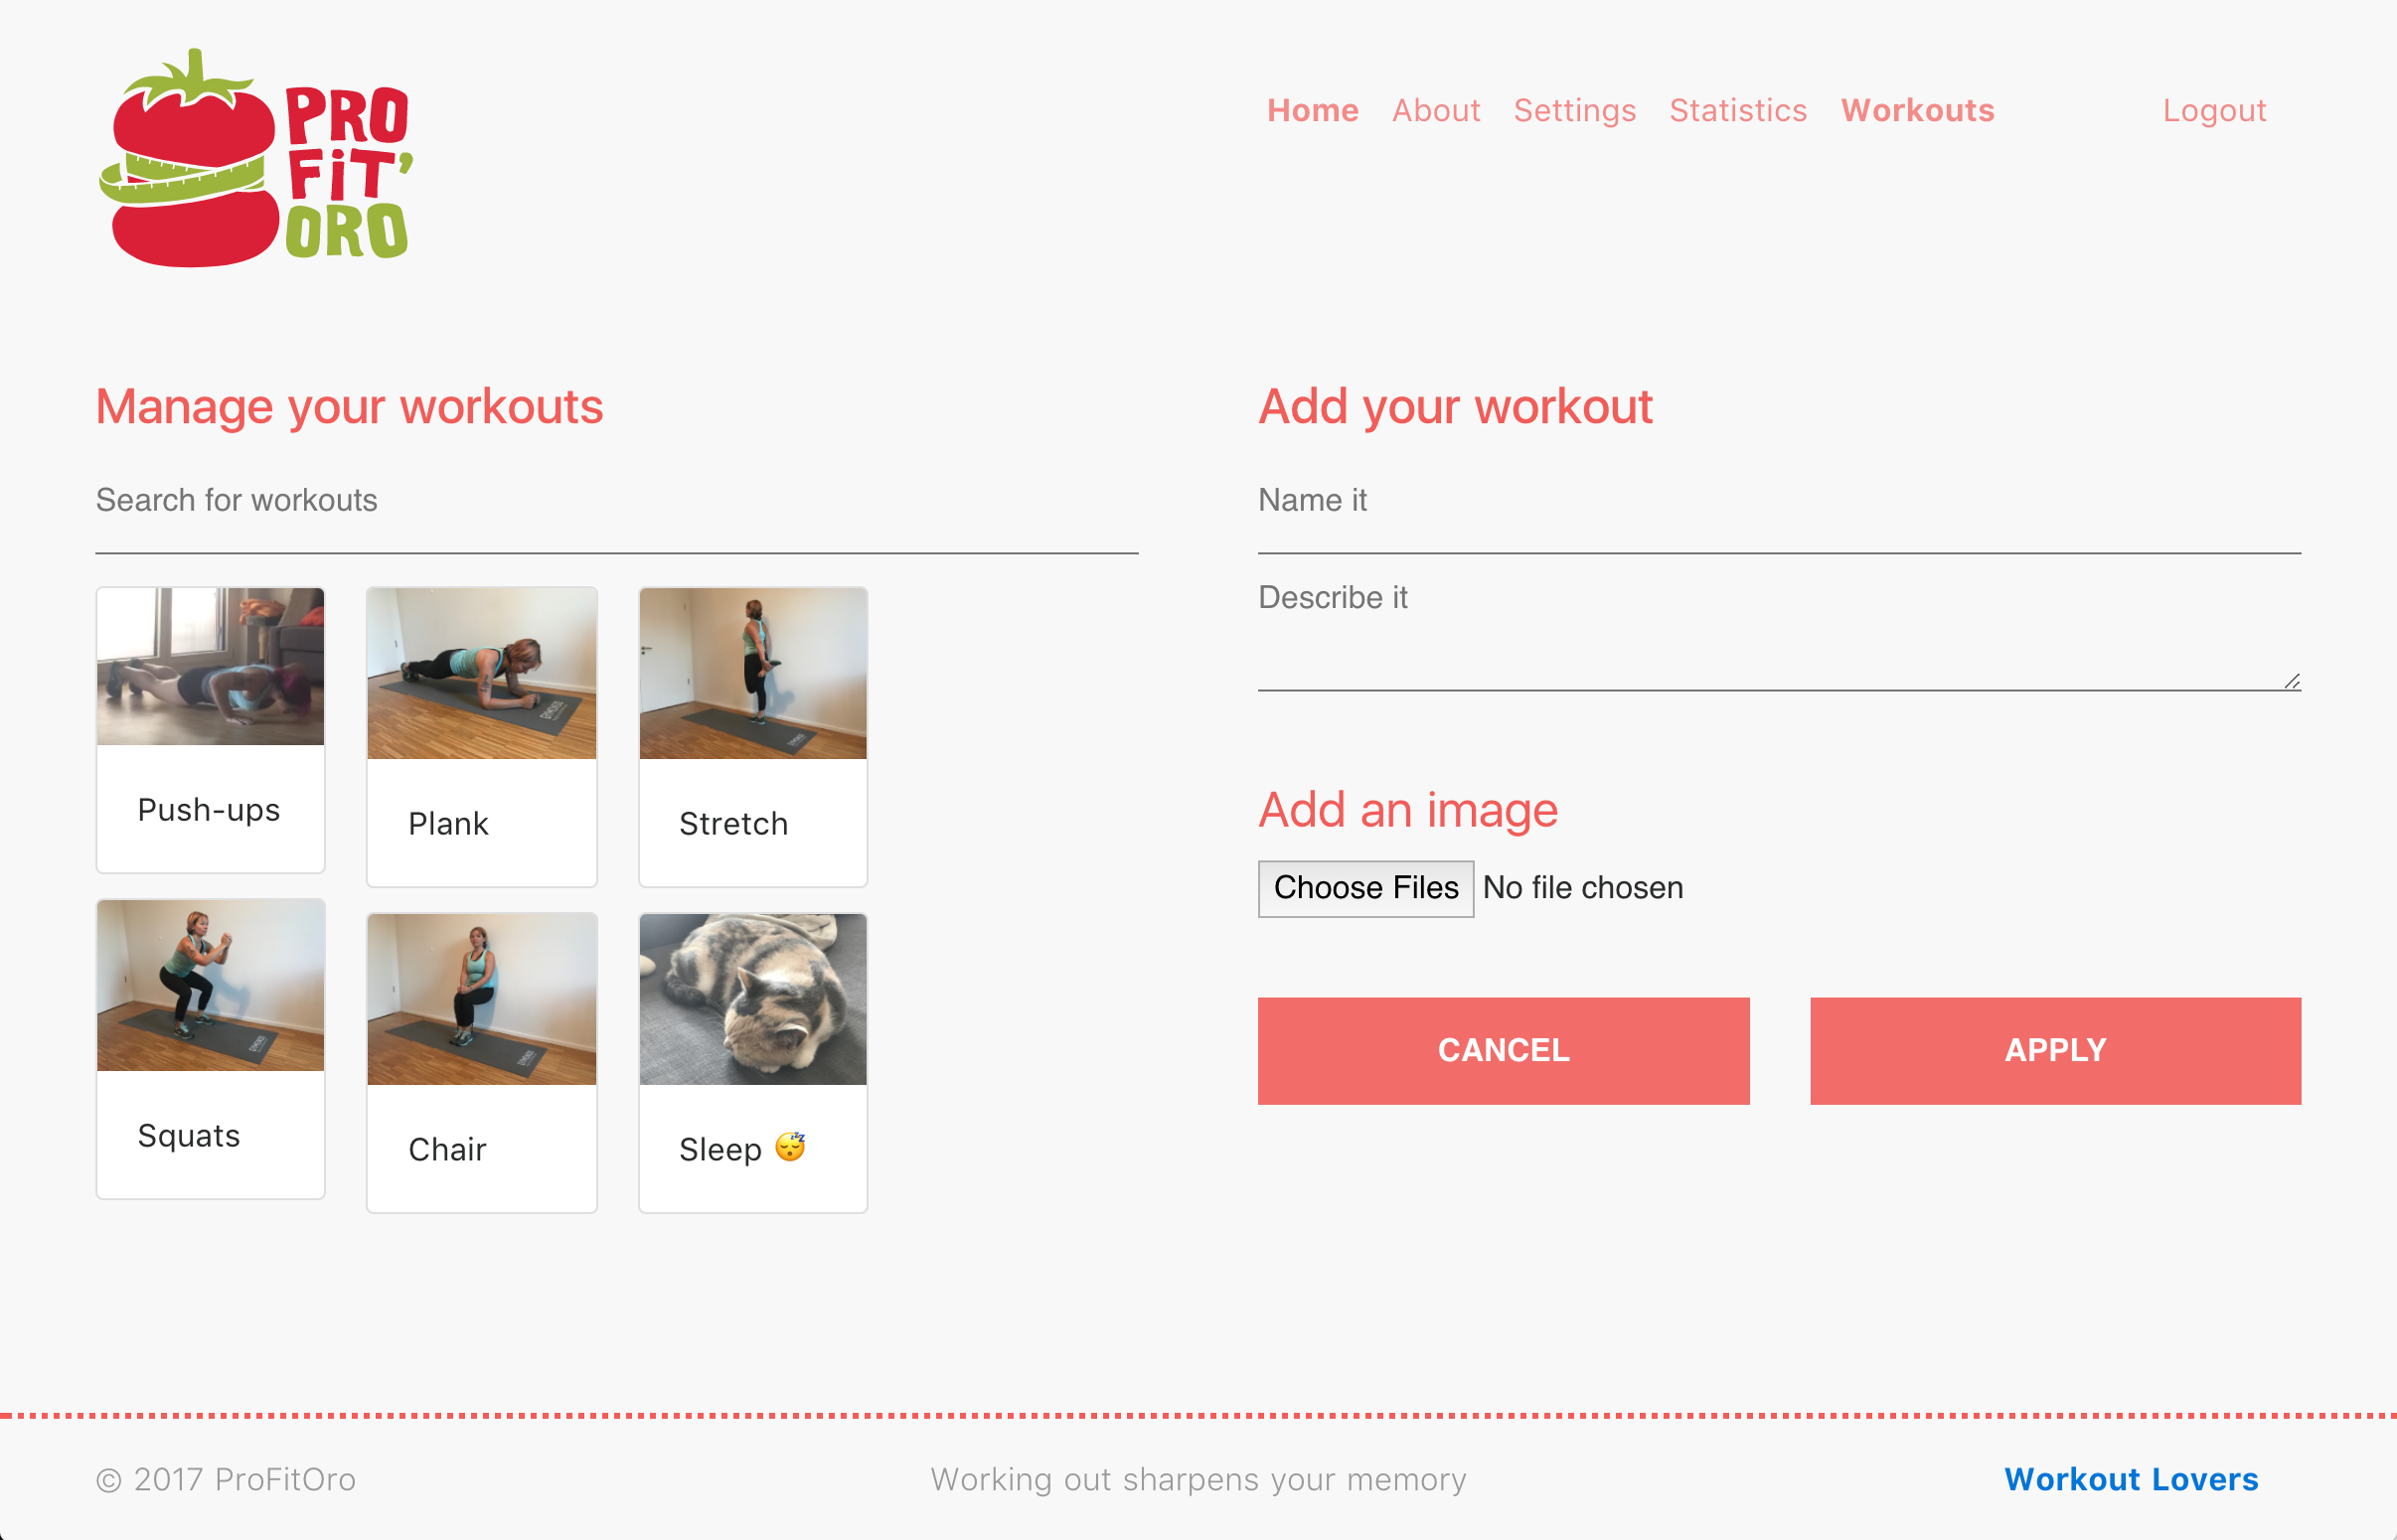 PRO
FiT'
ORO
Home About Settings Statistics Workouts Logout
Manage your workouts
Search for workouts
Push-ups
Plank
Stretch
Squats
Chair
Sleep 😴
Add your workout
Name it
Describe it
Add an image
Choose Files No file chosen
CANCEL APPLY
© 2017 ProFitOro Working out sharpens your memory Workout Lovers